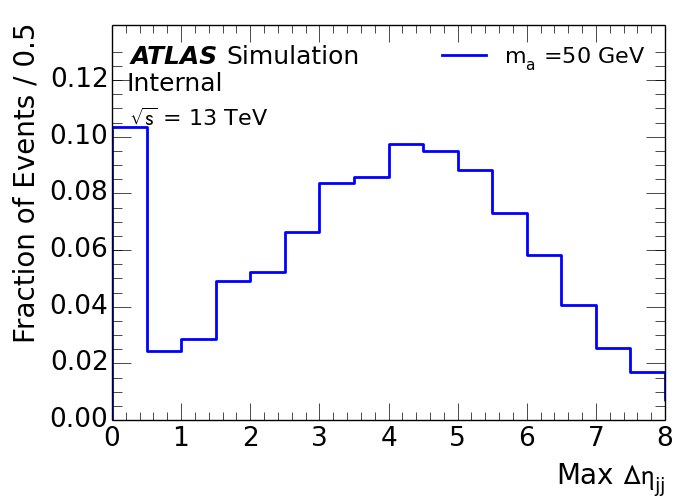 ATLAS Simulation
Internal
√s = 13 TeV
mₐ =50 GeV
Fraction of Events / 0.5
0.12
0.10
0.08
0.06
0.04
0.02
0.00
0 1 2 3 4 5 6 7 8
Max Δη_jj